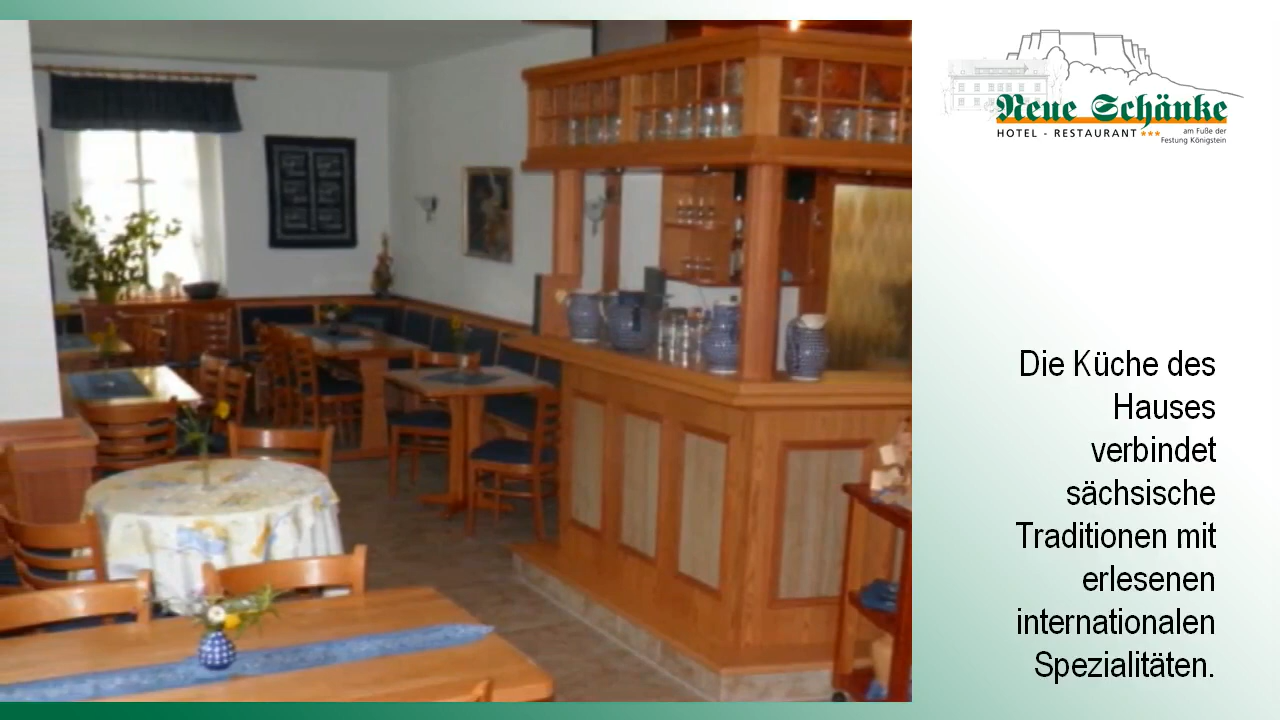 Neue Schänke
HOTEL - RESTAURANT ***
am Fuße der
Festung Königstein
Die Küche des
Hauses
verbindet
sächsische
Traditionen mit
erlesenen
internationalen
Spezialitäten.